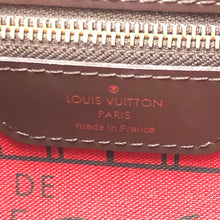 LOUIS VUITTON
PARIS
made in France
DE